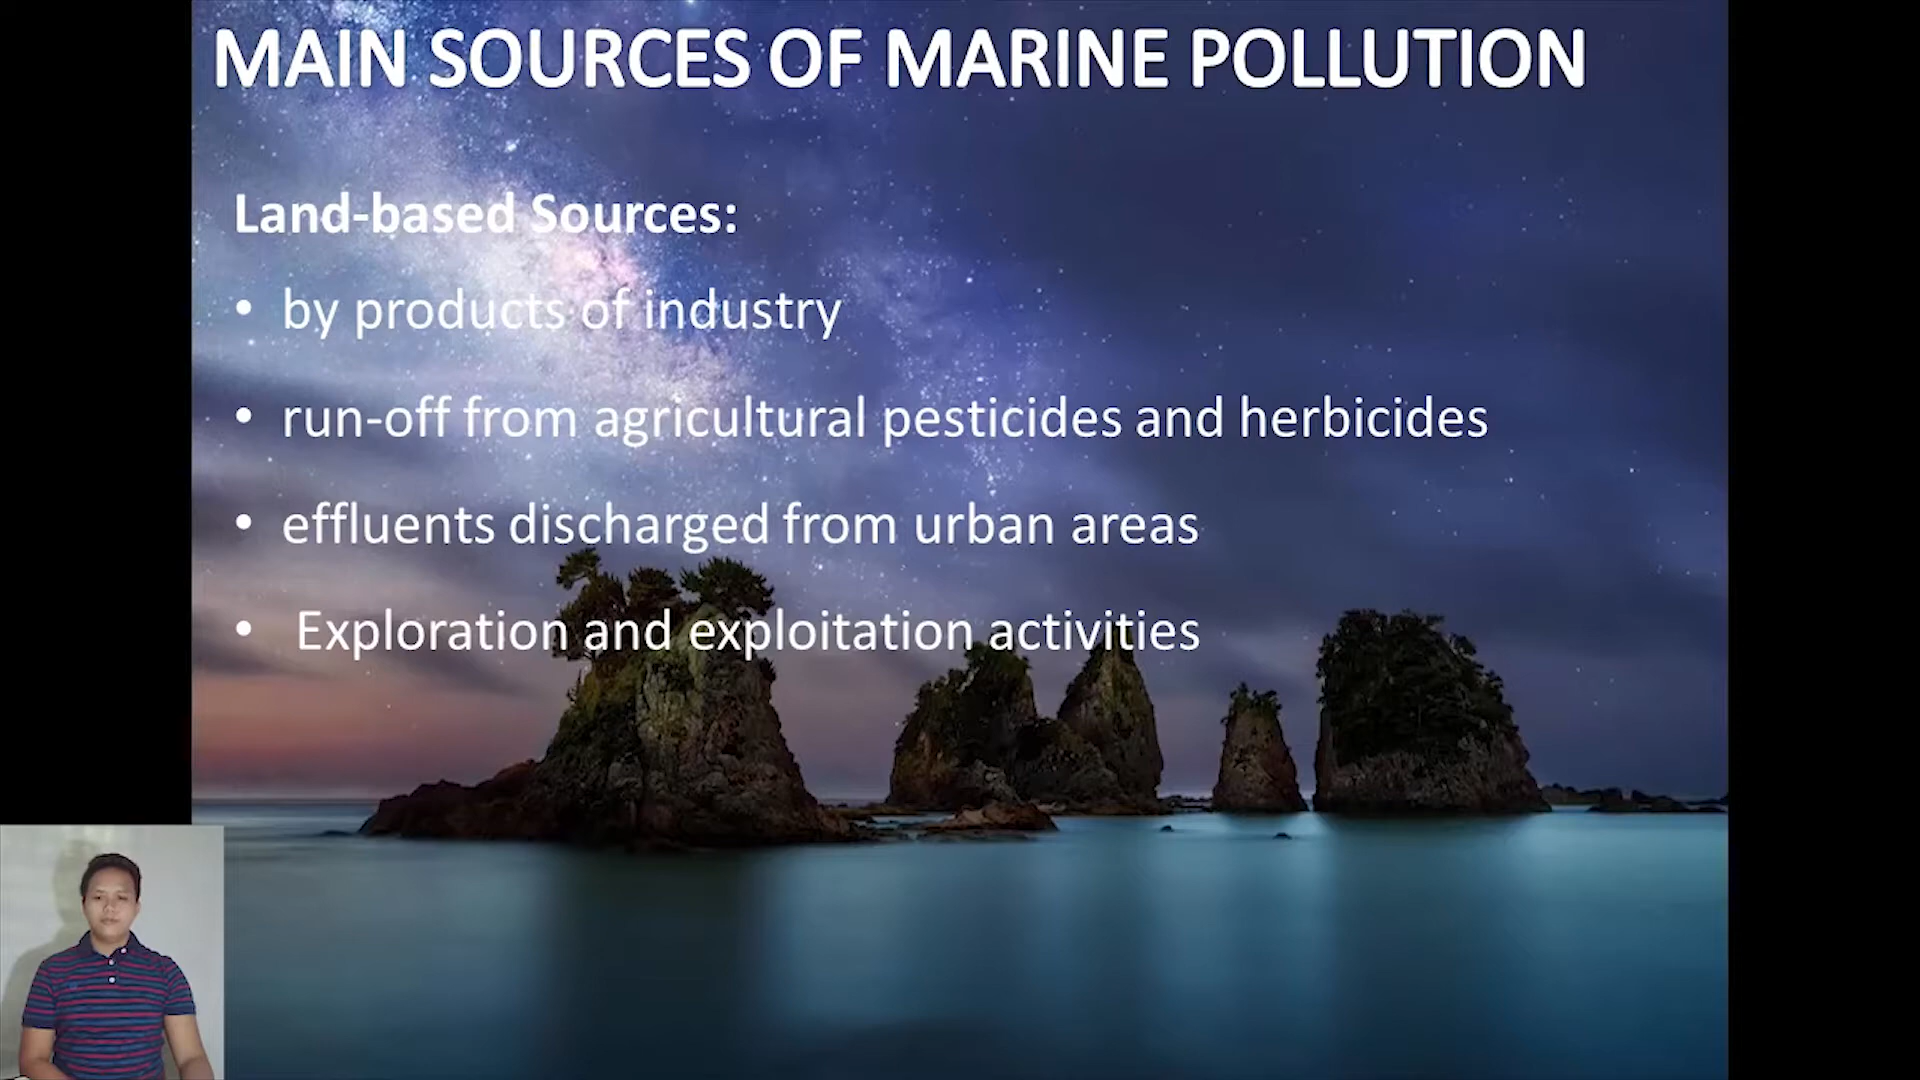 MAIN SOURCES OF MARINE POLLUTION
Land-based Sources:
• by products of industry
• run-off from agricultural pesticides and herbicides
• effluents discharged from urban areas
• Exploration and exploitation activities